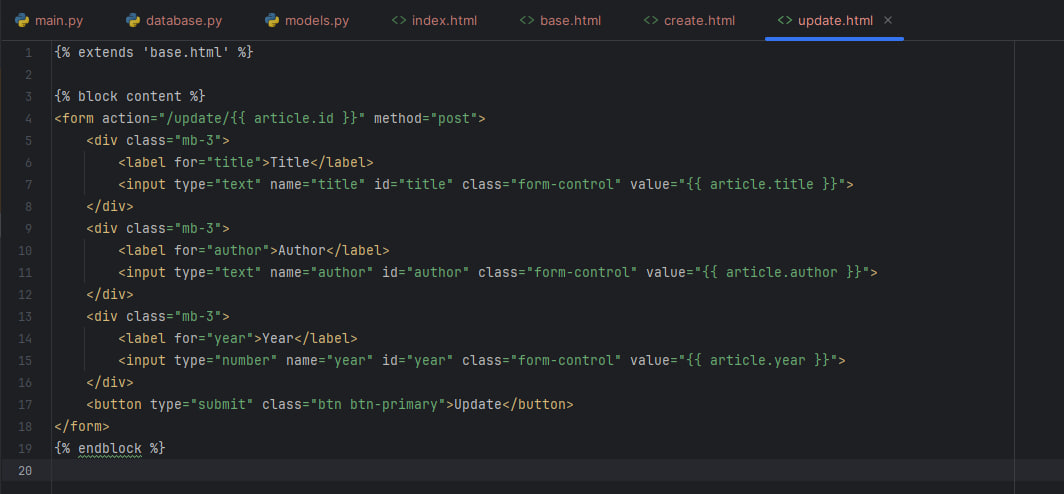 main.py database.py models.py index.html base.html create.html update.html
1 {% extends 'base.html' %}
2
3 {% block content %}
4 <form action="/update/{{ article.id }}" method="post">
5     <div class="mb-3">
6         <label for="title">Title</label>
7         <input type="text" name="title" id="title" class="form-control" value="{{ article.title }}">
8     </div>
9     <div class="mb-3">
10         <label for="author">Author</label>
11         <input type="text" name="author" id="author" class="form-control" value="{{ article.author }}">
12     </div>
13     <div class="mb-3">
14         <label for="year">Year</label>
15         <input type="number" name="year" id="year" class="form-control" value="{{ article.year }}">
16     </div>
17     <button type="submit" class="btn btn-primary">Update</button>
18 </form>
19 {% endblock %}
20